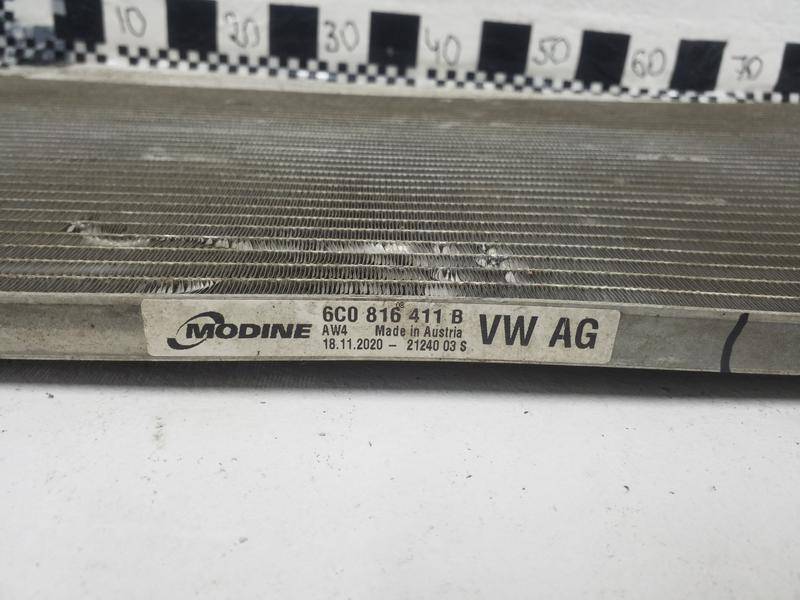 10 20 30 40 50 60 70
MODINE
6C0 816 411 B
08
AW4 Made in Austria
18.11.2020 - 21240 03 S
VW AG